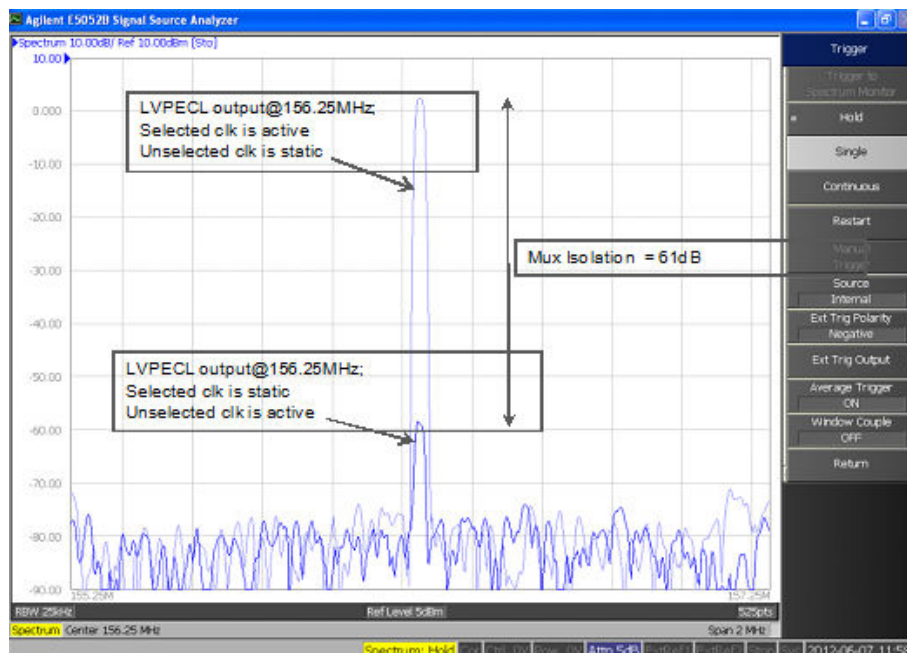 Agilent E5052B Signal Source Analyzer
Spectrum 10.00dB/ Ref 10.00dBm [Sto]
10.00
0.000
-10.00
-20.00
-30.00
-40.00
-50.00
-60.00
-70.00
-80.00
-90.00
LVPECL output@156.25MHz;
Selected clk is active
Unselected clk is static
Mux Isolation = 61dB
LVPECL output@156.25MHz;
Selected clk is static
Unselected clk is active
155.25M
157.25M
RBW 25kHz
Ref Level 5dBm
525pts
Spectrum Center 156.25 MHz
Span 2 MHz
Trigger
Trigger to
Spectrum Monitor
Hold
Single
Continuous
Restart
Manual
Trigger
Source
Internal
Ext Trig Polarity
Negative
Ext Trig Output
Average Trigger
ON
Window Couple
OFF
Return
Spectrum: Hold
Attn 5dB
ExtRef1
ExtRef2
Stop
Svc
2012-06-07 11:58